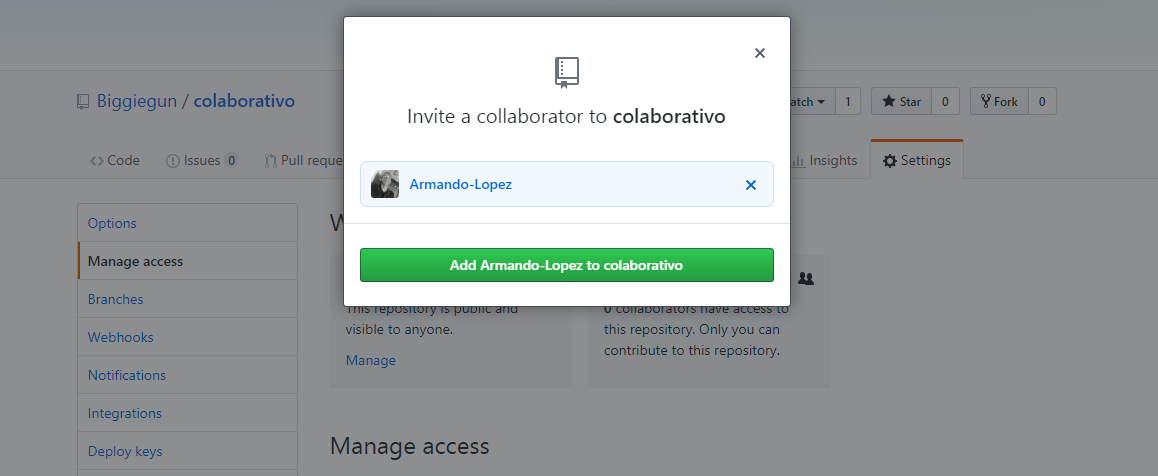 Invite a collaborator to colaborativo
Armando-Lopez
Add Armando-Lopez to colaborativo
Biggiegun / colaborativo
1
Star 0
Fork 0
Code
Issues 0
Pull
Insights
Settings
Options
Manage access
Branches
Webhooks
Notifications
Integrations
Deploy keys
This repository is public and
visible to anyone.
Manage
0 collaborators have access to
this repository. Only you can
contribute to this repository.
Manage access